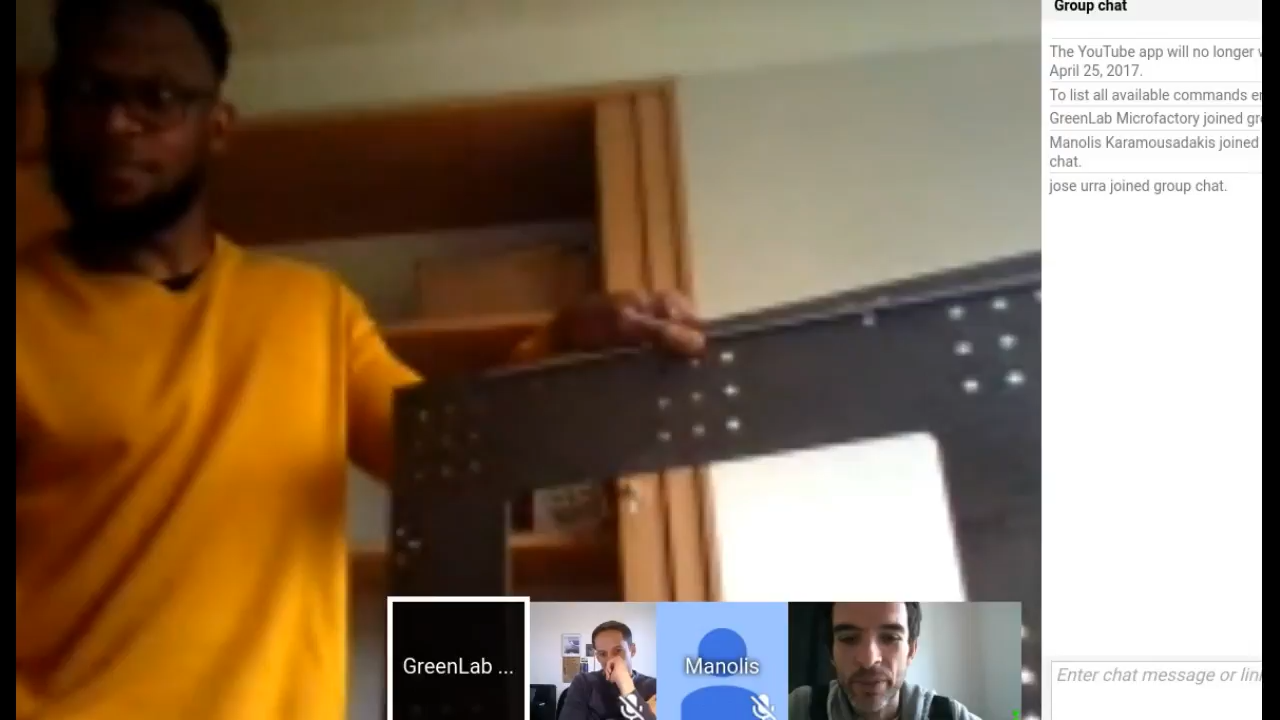 Group chat
The YouTube app will no longer
April 25, 2017.
To list all available commands
GreenLab Microfactory joined
Manolis Karamousadakis joined
chat.
jose urra joined group chat.
GreenLab ...
Manolis
Enter chat message or